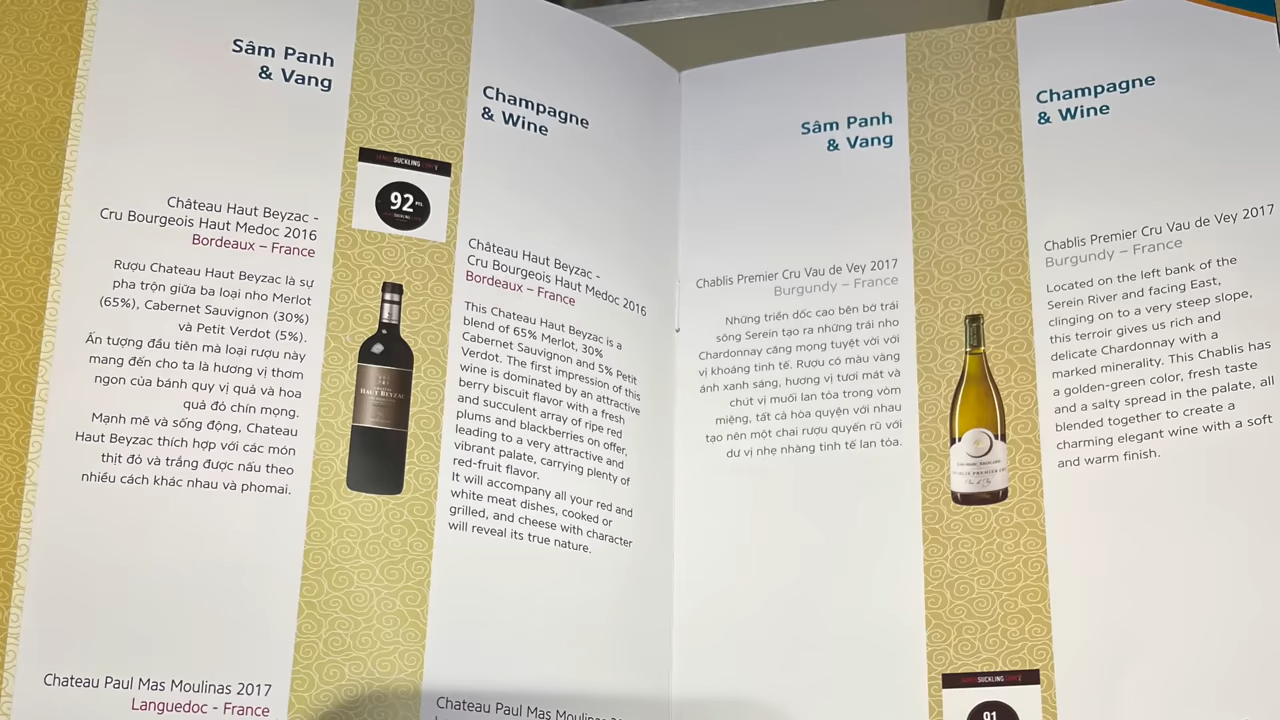 Sâm Panh
& Vang
Châteâu Haut Beyzac -
Cru Bourgeois Haut Medoc 2016
Bordeaux – France
Rượu Chateau Haut Beyzac là sự
pha trộn giữa ba loại nho Merlot
(65%), Cabernet Sauvignon (30%)
và Petit Verdot (5%).
Ấn tượng đầu tiên mà loại rượu này
mang đến cho ta là hương vị thơm
ngon của bánh quy vị quả và hoa
quả đỏ chín mọng.
Mạnh mẽ và sống động, Chateau
Haut Beyzac thích hợp với các món
thịt đỏ và trắng được nấu theo
nhiều cách khác nhau và phomai.
Chateau Paul Mas Moulinas 2017
Languedoc - France
SUCKLING
92 PTS.
HAUT BEYZAC
Champagne
& Wine
Châteâu Haut Beyzac -
Cru Bourgeois Haut Medoc 2016
Bordeaux – France
This Chateau Haut Beyzac is a
blend of 65% Merlot, 30%
Cabernet Sauvignon and 5% Petit
Verdot. The first impression of this
wine is dominated by an attractive
berry biscuit flavor with a fresh
and succulent array of ripe red
plums and blackberries on offer,
leading to a very attractive and
vibrant palate, carrying plenty of
red-fruit flavor.
It will accompany all your red and
white meat dishes, cooked or
grilled, and cheese with character
will reveal its true nature.
Chateau Paul Mas Moulinas
Sâm Panh
& Vang
Chablis Premier Cru Vau de Vey 2017
Burgundy – France
Những triển dốc cao bên bờ trái
sông Serein tạo ra những trái nho
Chardonnay căng mọng tuyệt vời với
vị khoáng tinh tế. Rượu có màu vàng
ánh xanh sáng, hương vị tươi mát và
chút vị muối lan tỏa trong vòm
miệng, tất cả hòa quyện với nhau
tạo nên một chai rượu quyến rũ với
dư vị nhẹ nhàng tinh tế lan tỏa.
CHABLIS PREMIER CRU
SUCKLING
91
Champagne
& Wine
Chablis Premier Cru Vau de Vey 2017
Burgundy – France
Located on the left bank of the
Serein River and facing East,
clinging on to a very steep slope,
this terroir gives us rich and
delicate Chardonnay with a
marked minerality. This Chablis has
a golden-green color, fresh taste
and a salty spread in the palate, all
blended together to create a
charming elegant wine with a soft
and warm finish.